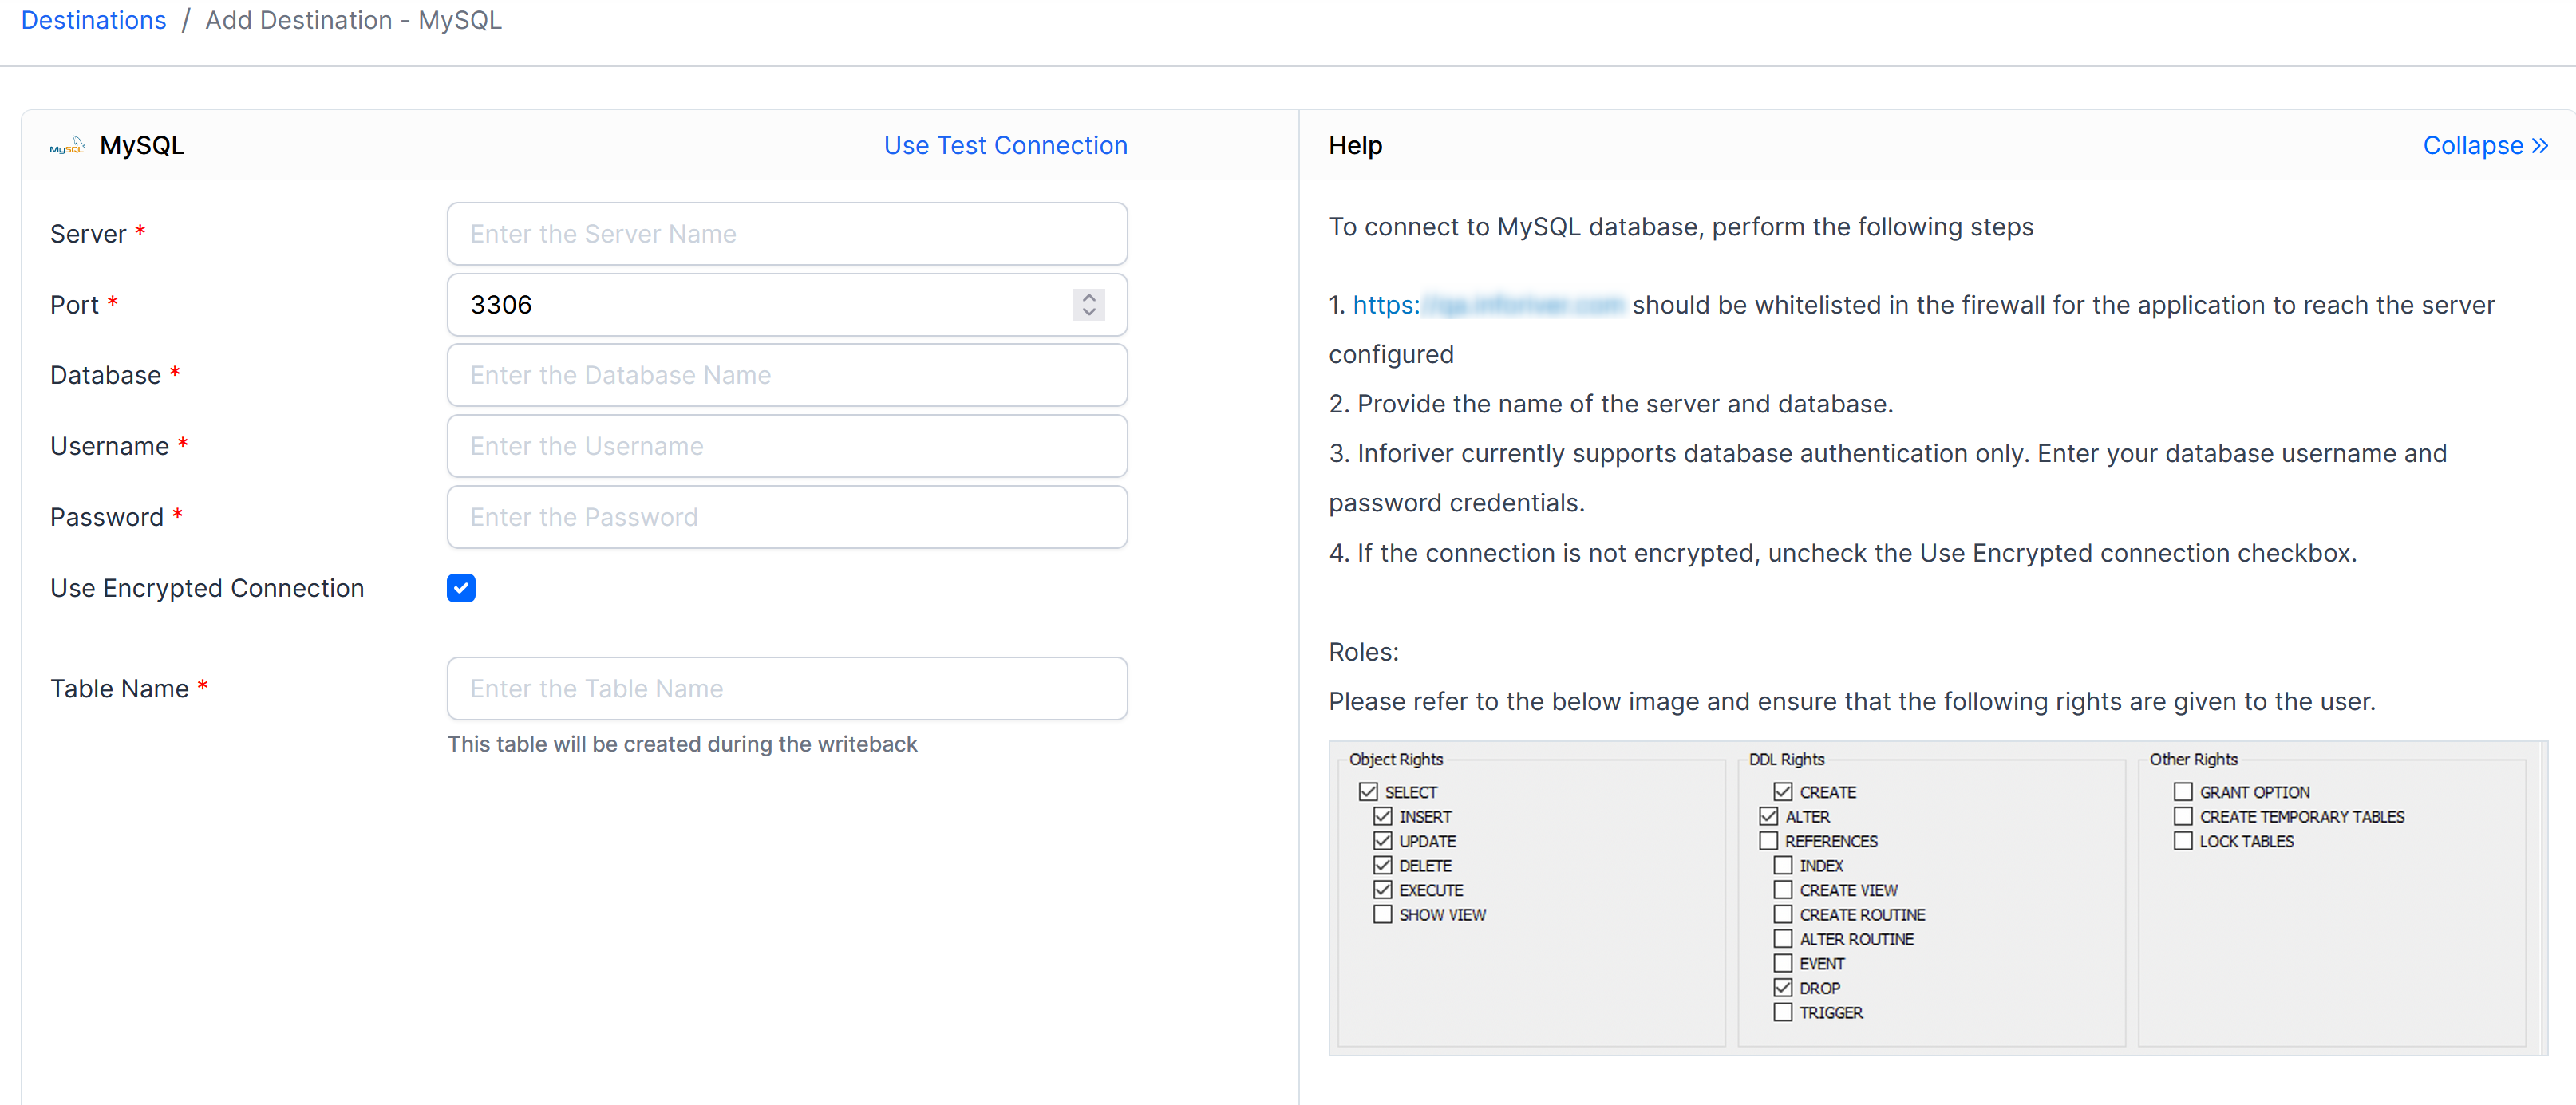 Destinations / Add Destination - MySQL
MySQL MySQL
Use Test Connection
Server *
Enter the Server Name
Port *
3306
Database *
Enter the Database Name
Username *
Enter the Username
Password *
Enter the Password
Use Encrypted Connection
Table Name *
Enter the Table Name
This table will be created during the writeback
Help
Collapse
To connect to MySQL database, perform the following steps
1. https: should be whitelisted in the firewall for the application to reach the server
configured
2. Provide the name of the server and database.
3. Inforiver currently supports database authentication only. Enter your database username and
password credentials.
4. If the connection is not encrypted, uncheck the Use Encrypted connection checkbox.
Roles:
Please refer to the below image and ensure that the following rights are given to the user.
Object Rights
SELECT
INSERT
UPDATE
DELETE
EXECUTE
SHOW VIEW
DDL Rights
CREATE
ALTER
REFERENCES
INDEX
CREATE VIEW
CREATE ROUTINE
ALTER ROUTINE
EVENT
DROP
TRIGGER
Other Rights
GRANT OPTION
CREATE TEMPORARY TABLES
LOCK TABLES